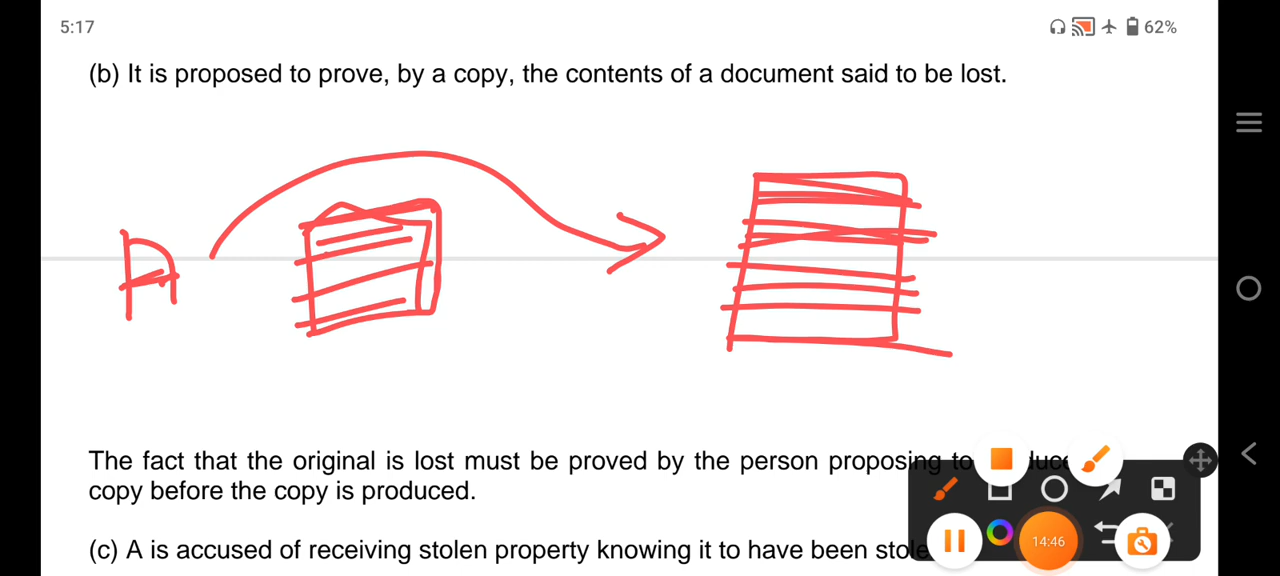 5:17
62%
(b) It is proposed to prove, by a copy, the contents of a document said to be lost.
A
The fact that the original is lost must be proved by the person proposing to
copy before the copy is produced.
(c) A is accused of receiving stolen property knowing it to have been
14:46